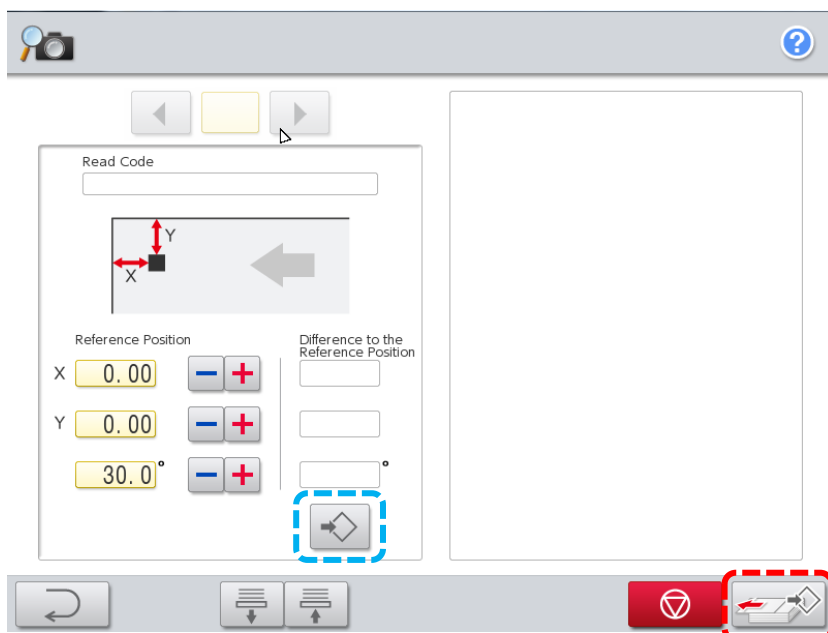 ?
Read Code
Y
X
Reference Position
Difference to the
Reference Position
X 0.00 − +
Y 0.00 − +
30.0° − + °